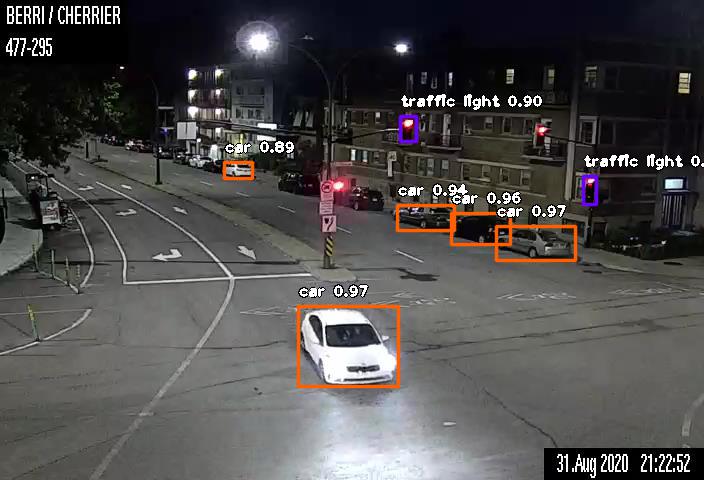 BERRI / CHERRIER
477-295
traffic light 0.90
car 0.89
traffic light 0.
car 0.94
car 0.96
car 0.97
car 0.97
31.Aug 2020 21:22:52